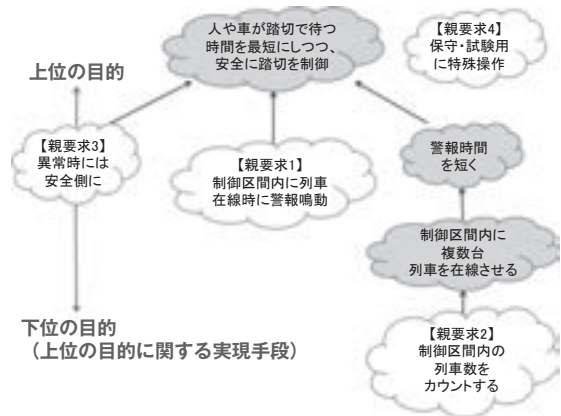 人や車が踏切で待つ
時間を最短にしつつ、
安全に踏切を制御
【親要求4】
保守・試験用
に特殊操作
上位の目的
【親要求3】
異常時には
安全側に
【親要求1】
制御区間内に列車
在線時に警報鳴動
警報時間
を短く
制御区間内に
複数台
列車を在線させる
下位の目的
（上位の目的に関する実現手段）
【親要求2】
制御区間内の
列車数を
カウントする